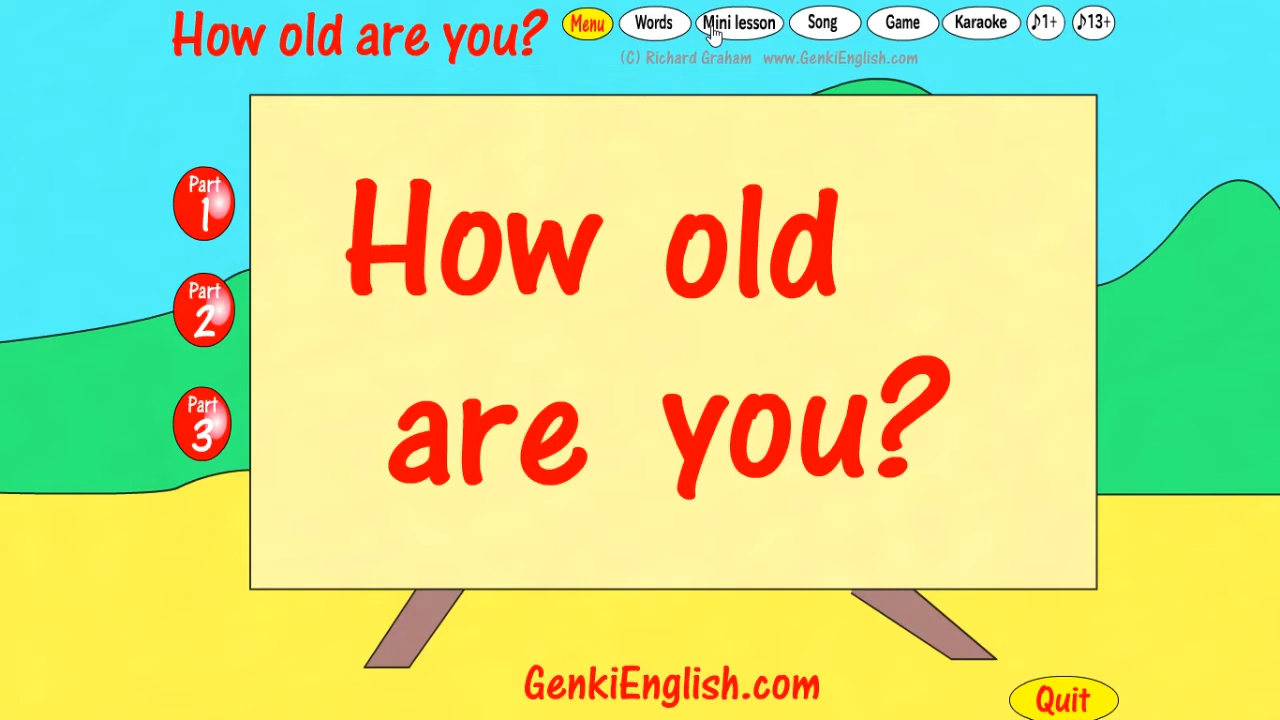 How old are you?
Menu Words Mini lesson Song Game Karaoke ♪1+ ♪13+
(C) Richard Graham www.GenkiEnglish.com
Part
1
Part
2
Part
3
How old
are you?
GenkiEnglish.com
Quit